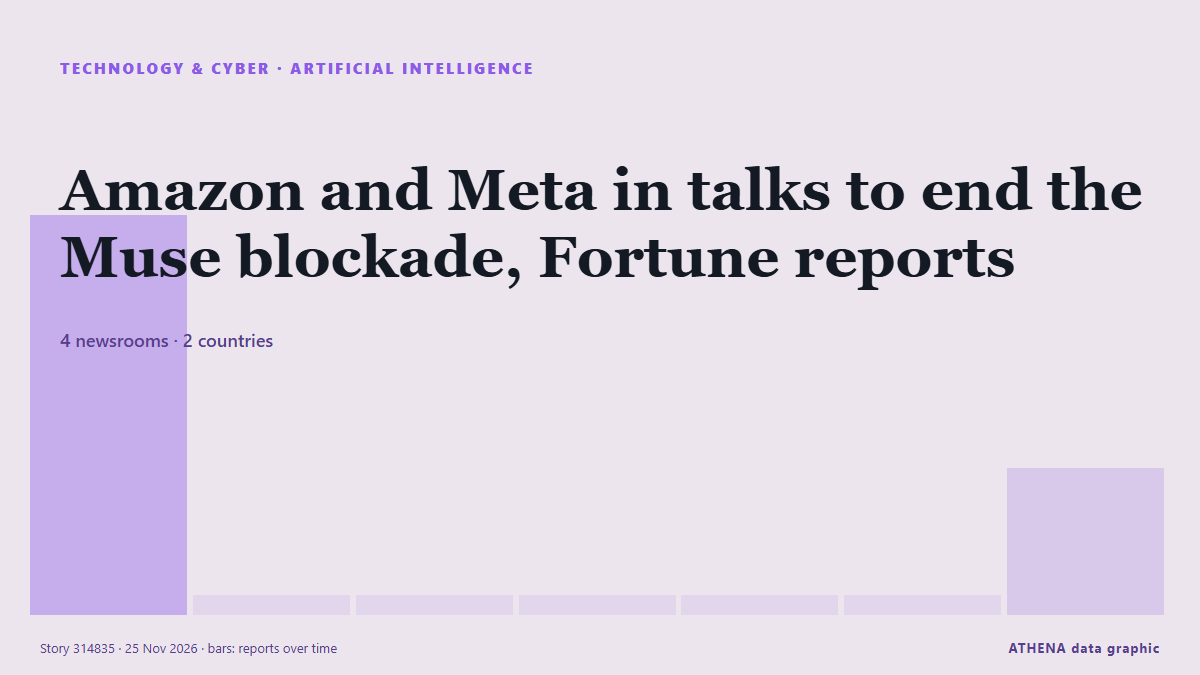 TECHNOLOGY & CYBER · ARTIFICIAL INTELLIGENCE
Amazon and Meta in talks to end the
Muse blockade, Fortune reports
4 newsrooms · 2 countries
Story 314835 · 25 Nov 2026 · bars: reports over time
ATHENA data graphic